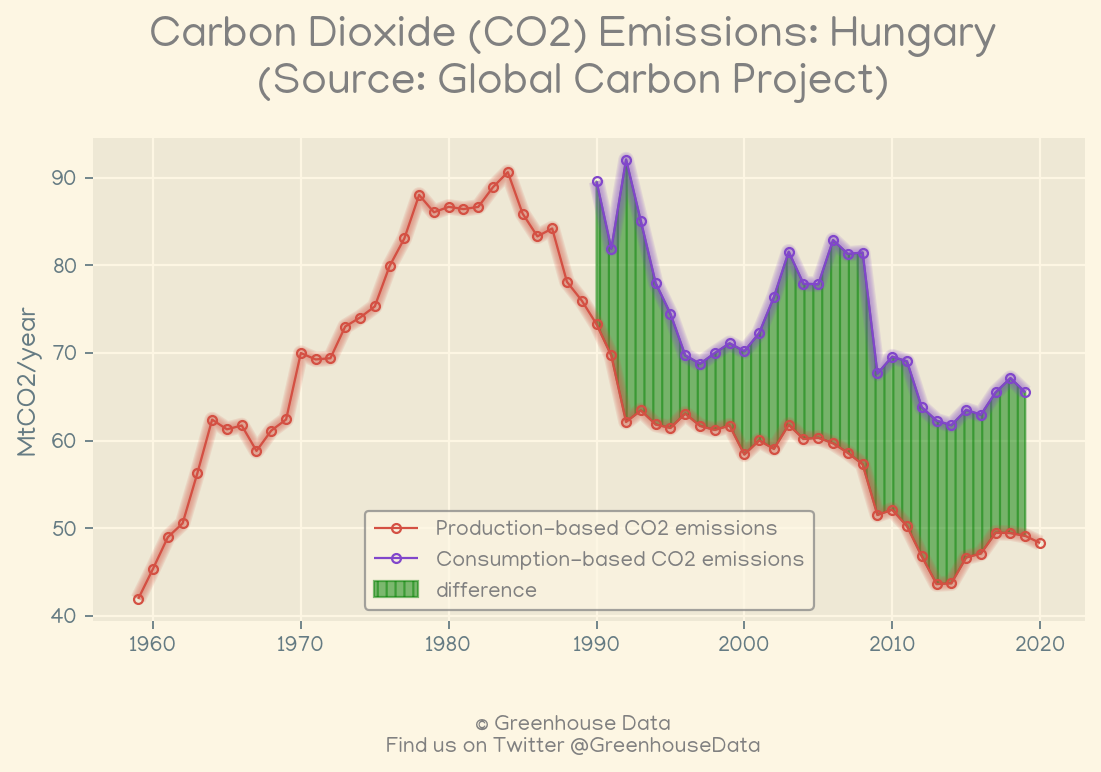 Carbon Dioxide (CO2) Emissions: Hungary
(Source: Global Carbon Project)
MtCO2/year
90
80
70
60
50
40
Production-based CO2 emissions
Consumption-based CO2 emissions
difference
1960 1970 1980 1990 2000 2010 2020
© Greenhouse Data
Find us on Twitter @GreenhouseData